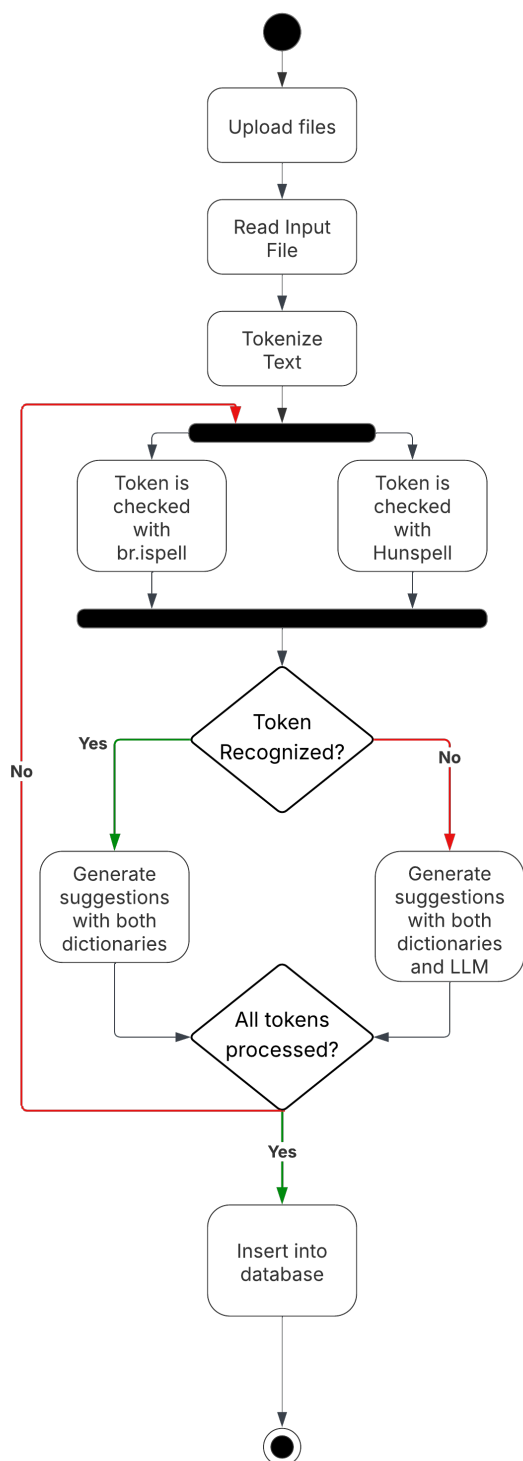 Upload files
Read Input
File
Tokenize
Text
Token is
checked
with
br.ispell
Token is
checked
with
Hunspell
Token
Recognized?
Yes
No
No
Generate
suggestions
with both
dictionaries
Generate
suggestions
with both
dictionaries
and LLM
All tokens
processed?
Yes
Insert into
database